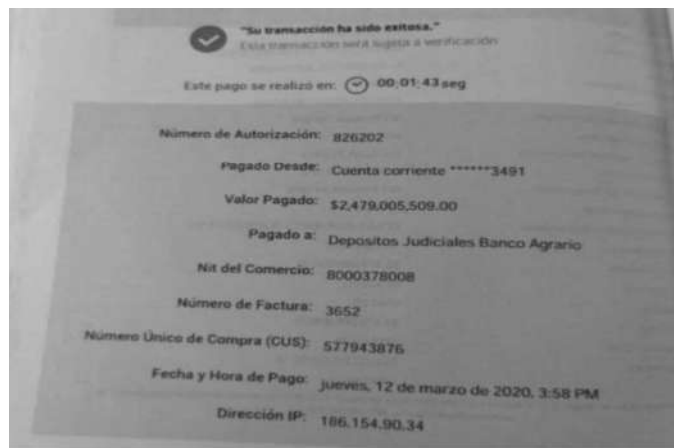 "Su transacción ha sido exitosa."
Esta transacción será sujeta a verificación
Este pago se realizó en: 00:01:43 seg
Número de Autorización: 826202
Pagado Desde: Cuenta corriente ******3491
Valor Pagado: $2,479,005,509.00
Pagado a: Depositos Judiciales Banco Agrario
Nit del Comercio: 8000378008
Número de Factura: 3652
Número Único de Compra (CUS): 577943876
Fecha y Hora de Pago: jueves, 12 de marzo de 2020, 3:58 PM
Dirección IP: 186.154.90.34